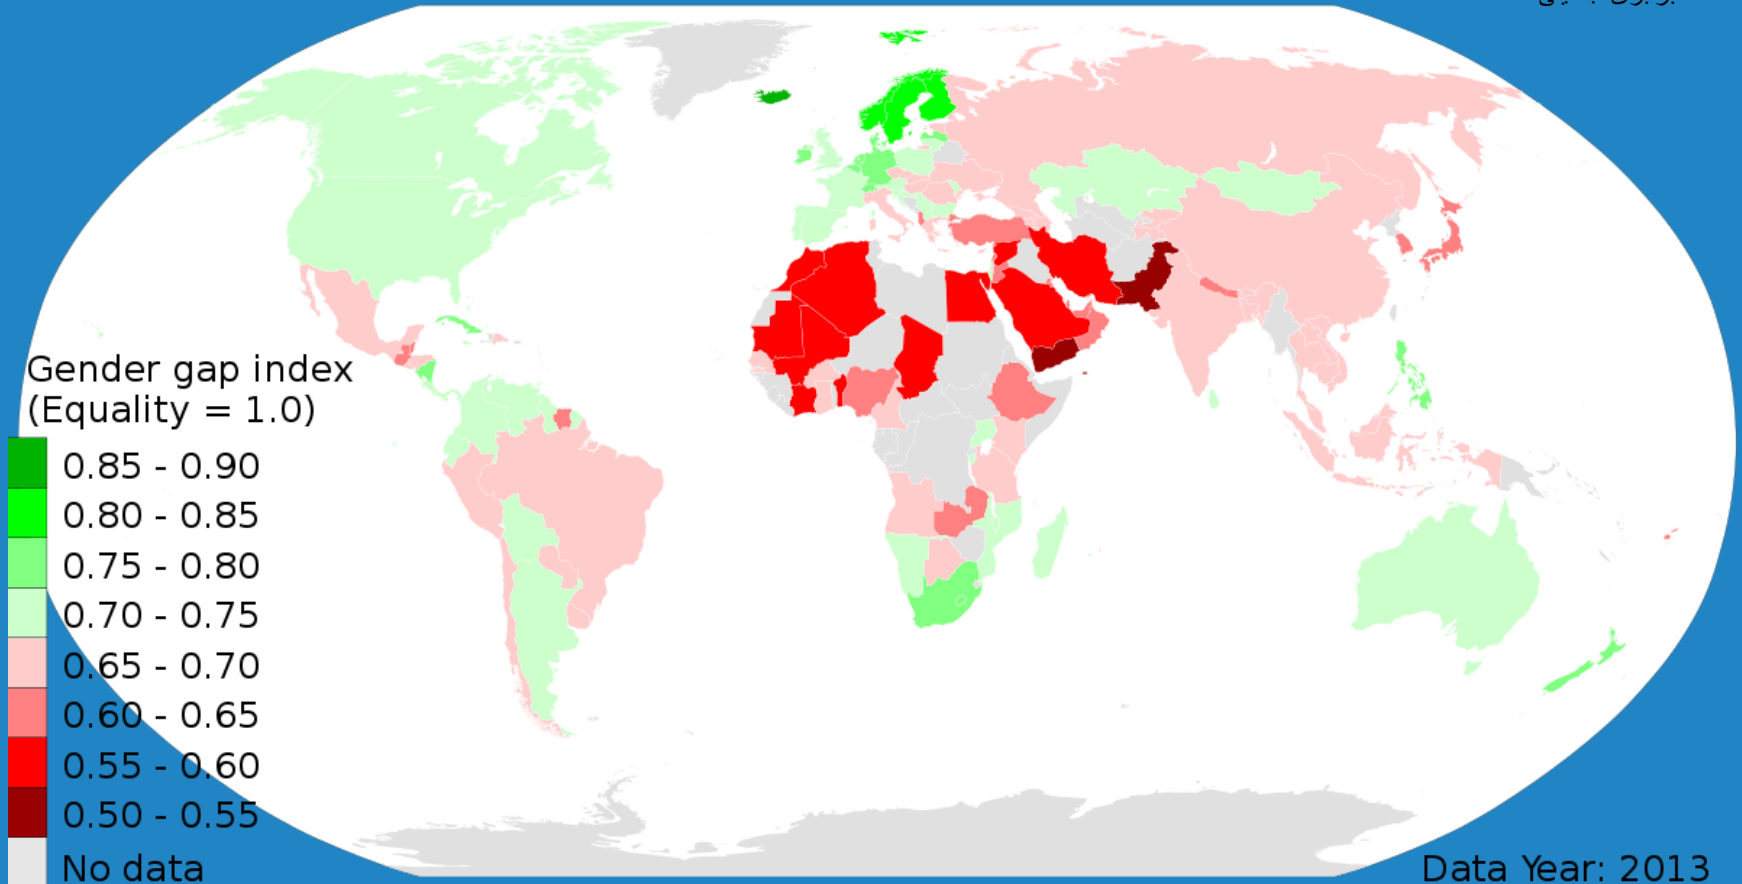 Gender gap index
(Equality = 1.0)
0.85 - 0.90
0.80 - 0.85
0.75 - 0.80
0.70 - 0.75
0.65 - 0.70
0.60 - 0.65
0.55 - 0.60
0.50 - 0.55
No data
Data Year: 2013